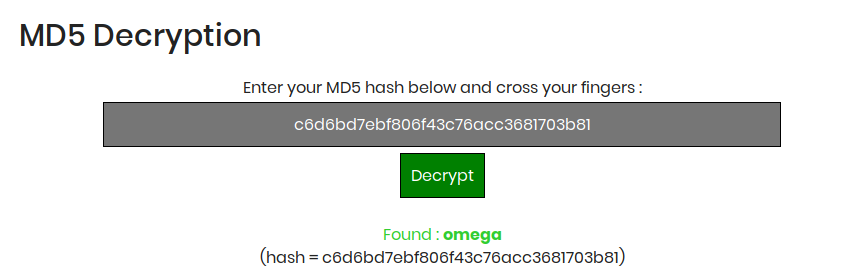 MD5 Decryption
Enter your MD5 hash below and cross your fingers :
c6d6bd7ebf806f43c76acc3681703b81
Decrypt
Found : omega
(hash = c6d6bd7ebf806f43c76acc3681703b81)